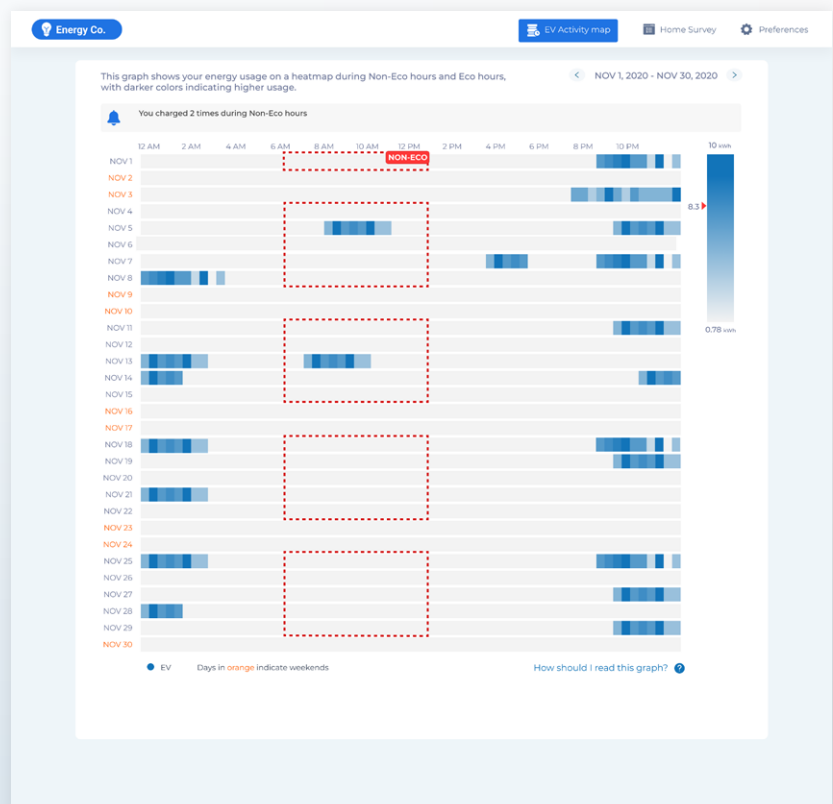 Energy Co.
EV Activity map
Home Survey
Preferences
This graph shows your energy usage on a heatmap during Non-Eco hours and Eco hours,
with darker colors indicating higher usage.
NOV 1, 2020 - NOV 30, 2020
You charged 2 times during Non-Eco hours
12 AM 2 AM 4 AM 6 AM 8 AM 10 AM 12 PM 2 PM 4 PM 6 PM 8 PM 10 PM
10 kWh
NON-ECO
NOV 1
NOV 2
NOV 3
8.3
NOV 4
NOV 5
NOV 6
NOV 7
NOV 8
NOV 9
NOV 10
NOV 11
0.78 kWh
NOV 12
NOV 13
NOV 14
NOV 15
NOV 16
NOV 17
NOV 18
NOV 19
NOV 20
NOV 21
NOV 22
NOV 23
NOV 24
NOV 25
NOV 26
NOV 27
NOV 28
NOV 29
NOV 30
EV
Days in orange indicate weekends
How should I read this graph? ?